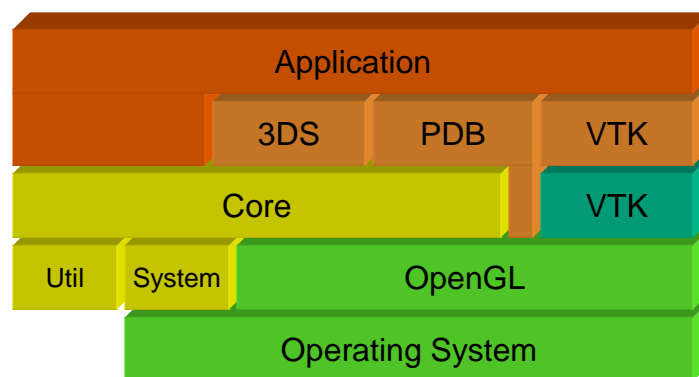 Application
3DS PDB VTK
Core VTK
Util System OpenGL
Operating System